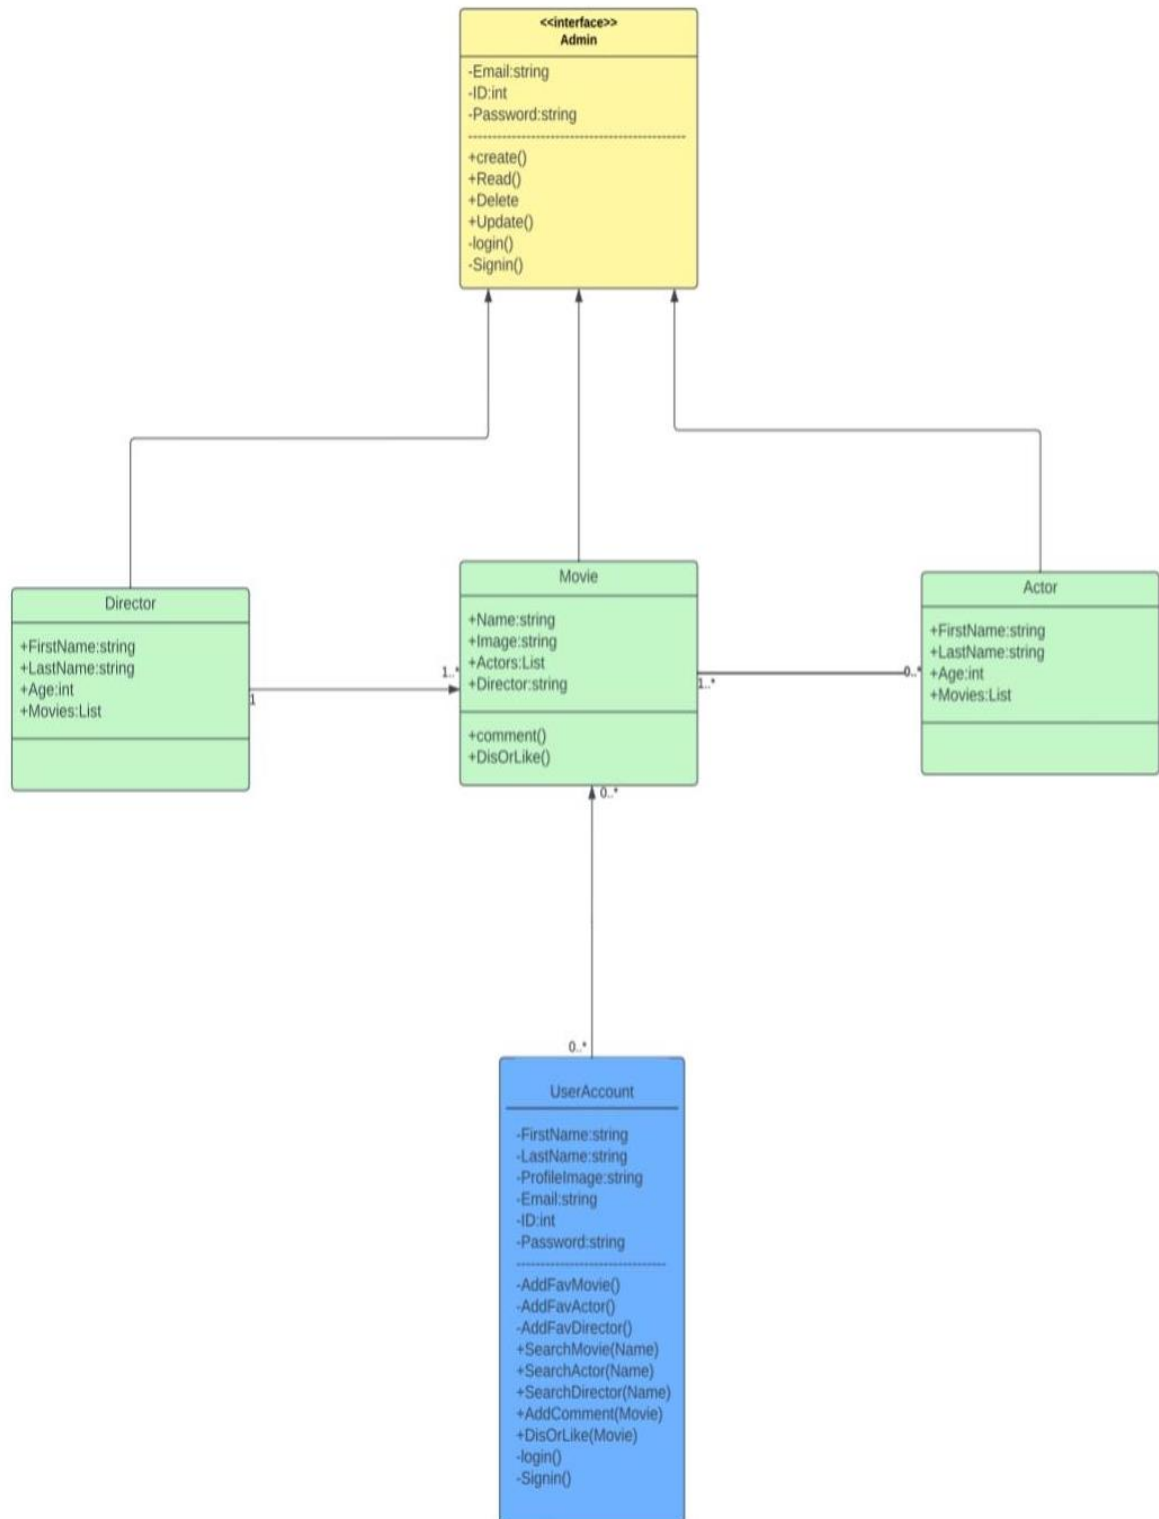 <<interface>>
Admin
-Email:string
-ID:int
-Password:string
+create()
+Read()
+Delete
+Update()
-login()
-Signin()
Director
+FirstName:string
+LastName:string
+Age:int
+Movies:List
1
1..*
Movie
+Name:string
+Image:string
+Actors:List
+Director:string
+comment()
+DisOrLike()
1..*
0..*
Actor
+FirstName:string
+LastName:string
+Age:int
+Movies:List
0..*
0..*
UserAccount
-FirstName:string
-LastName:string
-ProfileImage:string
-Email:string
-ID:int
-Password:string
-AddFavMovie()
-AddFavActor()
-AddFavDirector()
+SearchMovie(Name)
+SearchActor(Name)
+SearchDirector(Name)
+AddComment(Movie)
+DisOrLike(Movie)
-login()
-Signin()